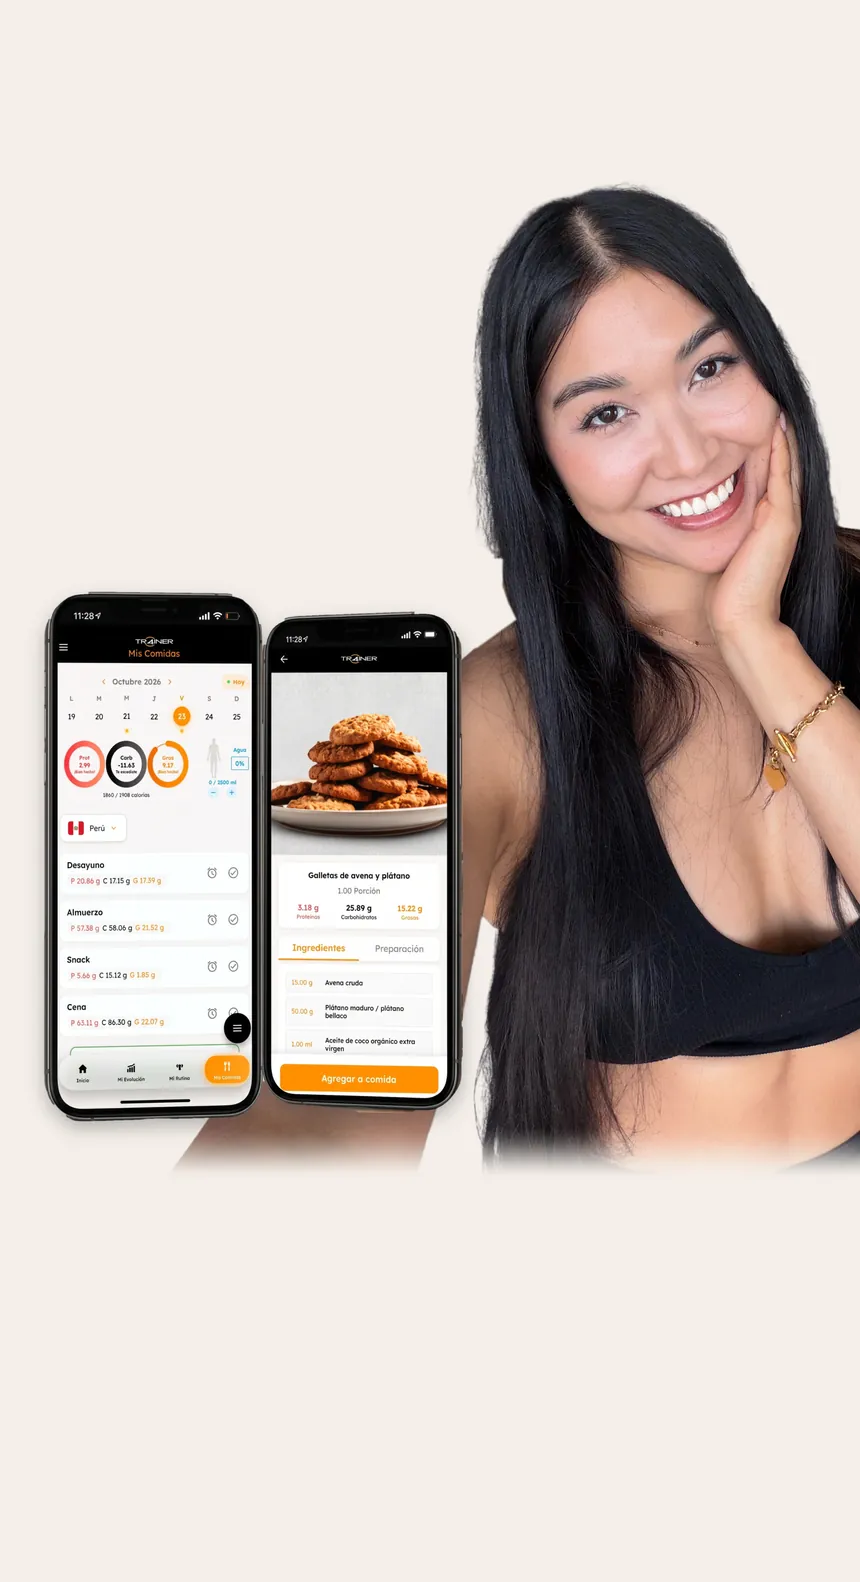 11:28
TRAINER
Mis Comidas
Octubre 2026
Hoy
L M M J V S D
19 20 21 22 23 24 25
Prot
2.99
Carb
-11.63
Te excediste
Gras
9.17
Agua
0%
0 / 2500 ml
1860 / 1908 calorías
Perú
Desayuno
P 20.86 g C 17.15 g G 17.39 g
Almuerzo
P 57.38 g C 58.06 g G 21.52 g
Snack
P 5.66 g C 15.12 g G 1.85 g
Cena
P 63.11 g C 86.30 g G 22.07 g
Inicio
Mi Evolución
Mi Rutina
11:28
TRAINER
Galletas de avena y plátano
1.00 Porción
3.18 g 25.89 g 15.22 g
Proteínas Carbohidratos Grasas
Ingredientes Preparación
15.00 g Avena cruda
50.00 g Plátano maduro / plátano
bellaco
1.00 ml Aceite de coco orgánico extra
virgen
Agregar a comida